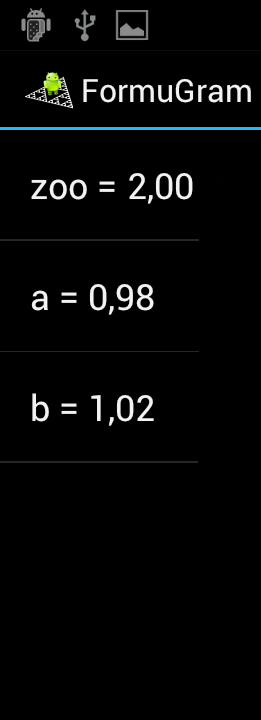 FormuGram
zoo = 2,00
a = 0,98
b = 1,02